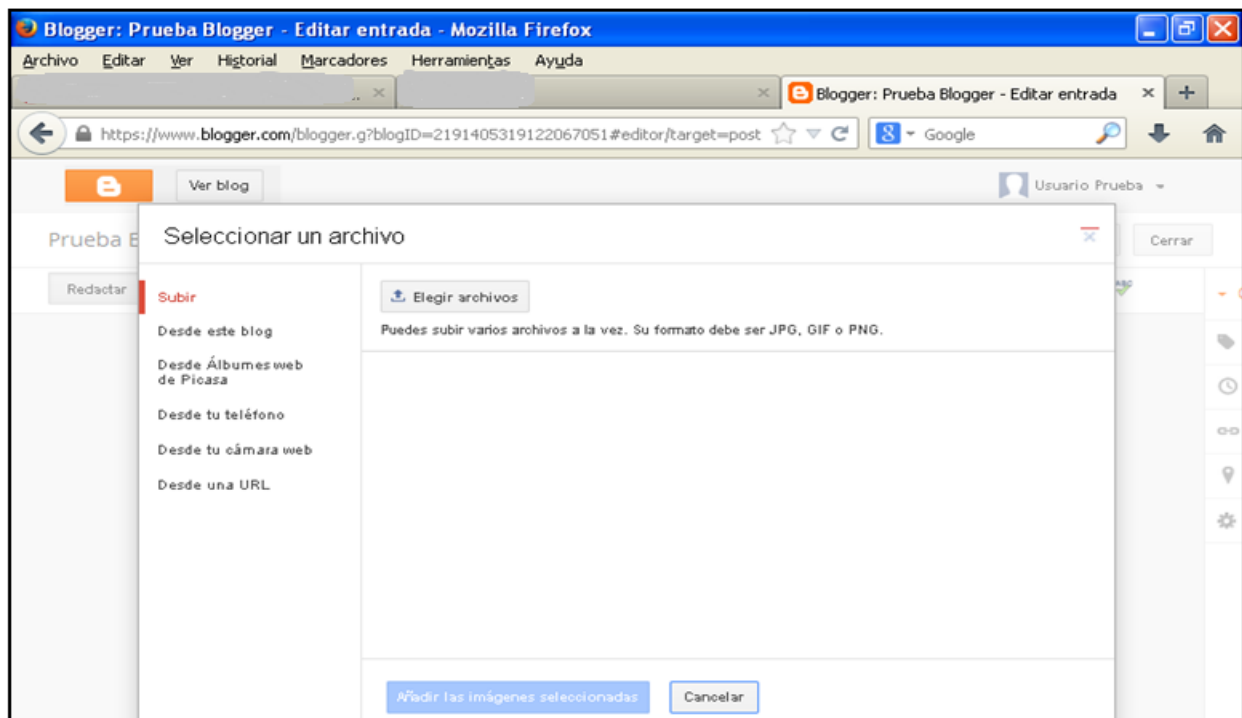 Blogger: Prueba Blogger - Editar entrada - Mozilla Firefox
Archivo Editar Ver Historial Marcadores Herramientas Ayuda
Blogger: Prueba Blogger - Editar entrada
https://www.blogger.com/blogger.g?blogID=2191405319122067051#editor/target=post
Google
Ver blog
Usuario Prueba
Prueba B
Seleccionar un archivo
Cerrar
Redactar
Subir
Elegir archivos
Desde este blog
Puedes subir varios archivos a la vez. Su formato debe ser JPG, GIF o PNG.
Desde Álbumes web
de Picasa
Desde tu teléfono
Desde tu cámara web
Desde una URL
Añadir las imágenes seleccionadas
Cancelar